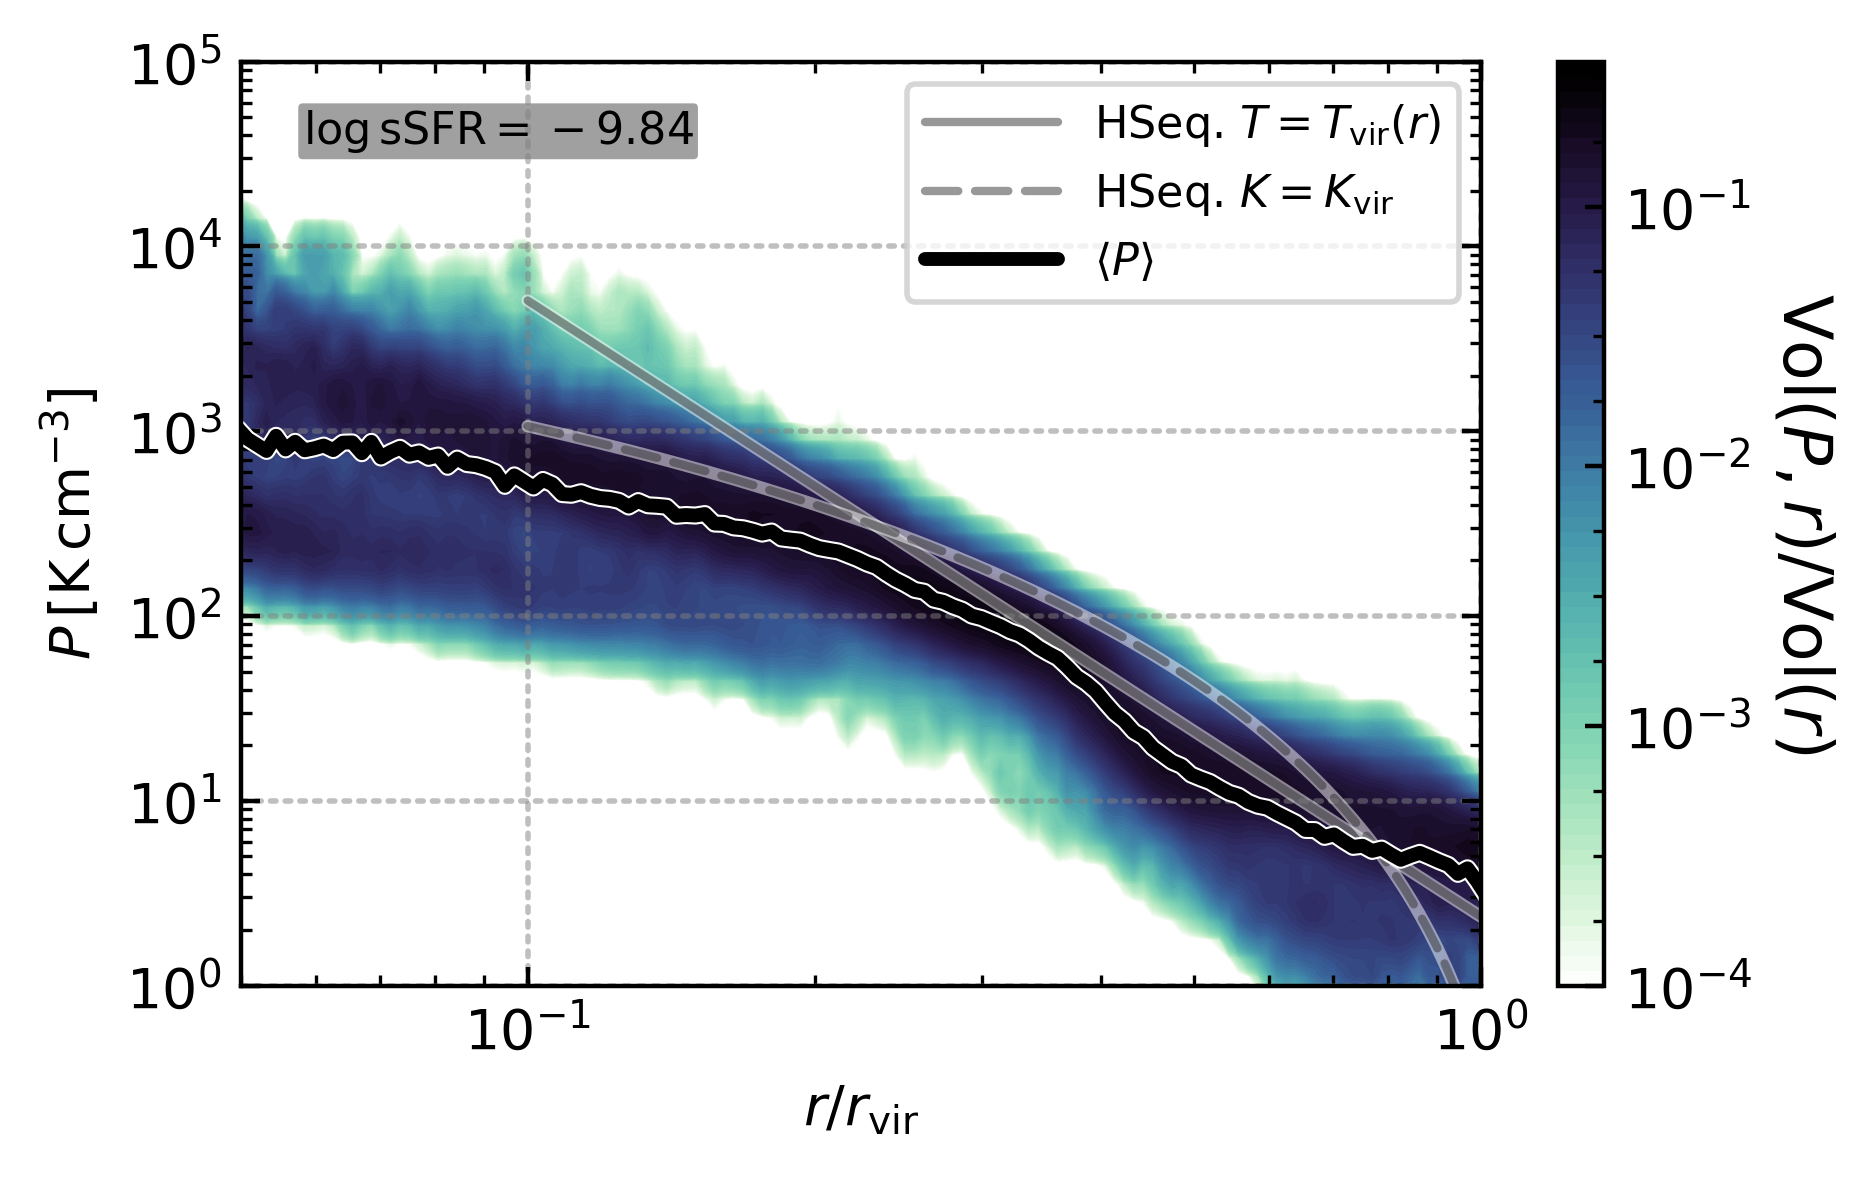 log sSFR = −9.84
HSeq. T = T_vir(r)
HSeq. K = K_vir
⟨P⟩
10^5
10^4
10^3
10^2
10^1
10^0
P [K cm^−3]
10^−1
10^0
r/r_vir
10^−1
10^−2
10^−3
10^−4
Vol(P, r)/Vol(r)